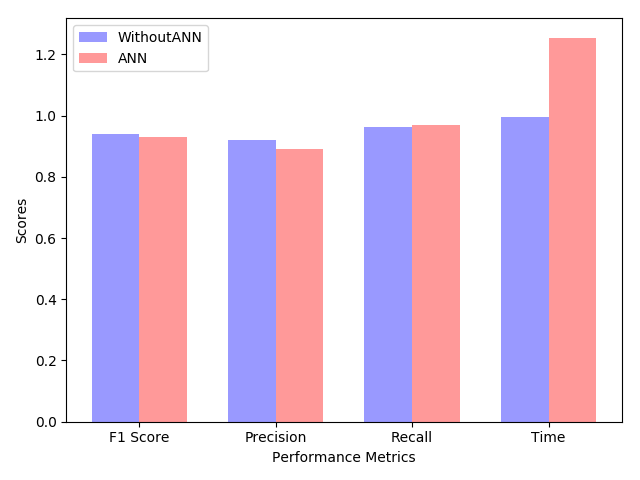 WithoutANN
ANN
1.2
1.0
0.8
0.6
0.4
0.2
0.0
Scores
F1 Score Precision Recall Time
Performance Metrics